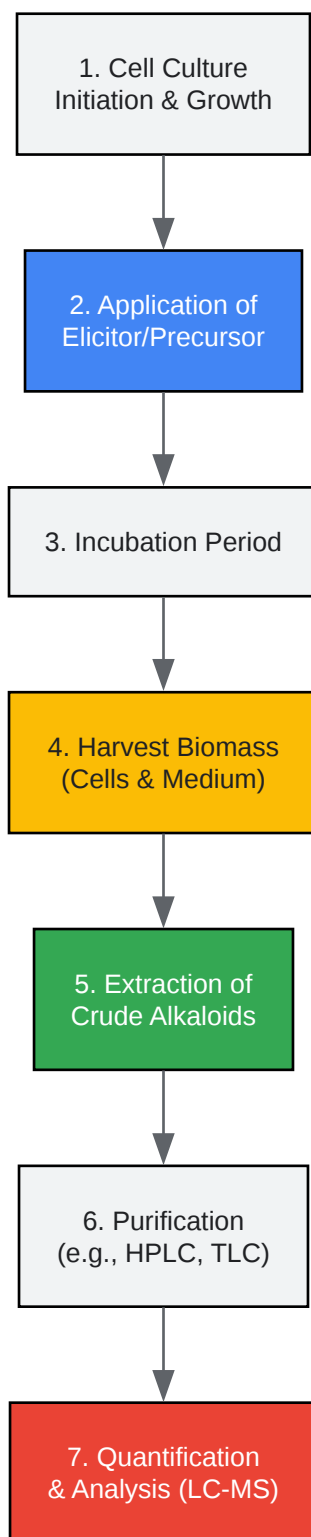 1. Cell Culture
Initiation & Growth
2. Application of
Elicitor/Precursor
3. Incubation Period
4. Harvest Biomass
(Cells & Medium)
5. Extraction of
Crude Alkaloids
6. Purification
(e.g., HPLC, TLC)
7. Quantification
& Analysis (LC-MS)